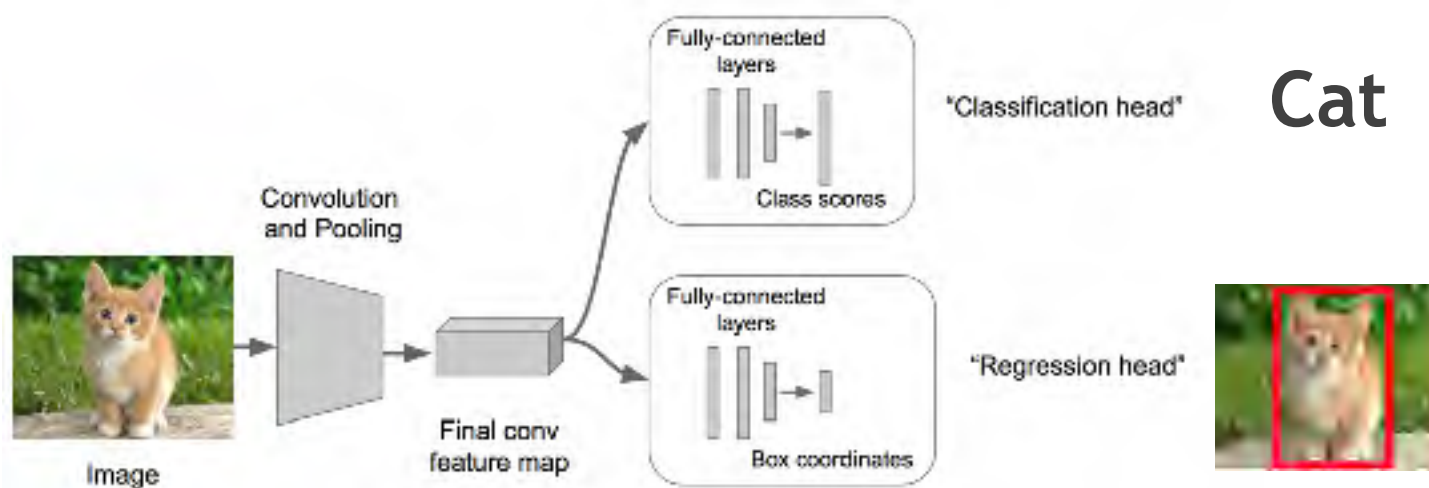 Image
Convolution
and Pooling
Final conv
feature map
Fully-connected
layers
Class scores
"Classification head"
Cat
Fully-connected
layers
Box coordinates
"Regression head"